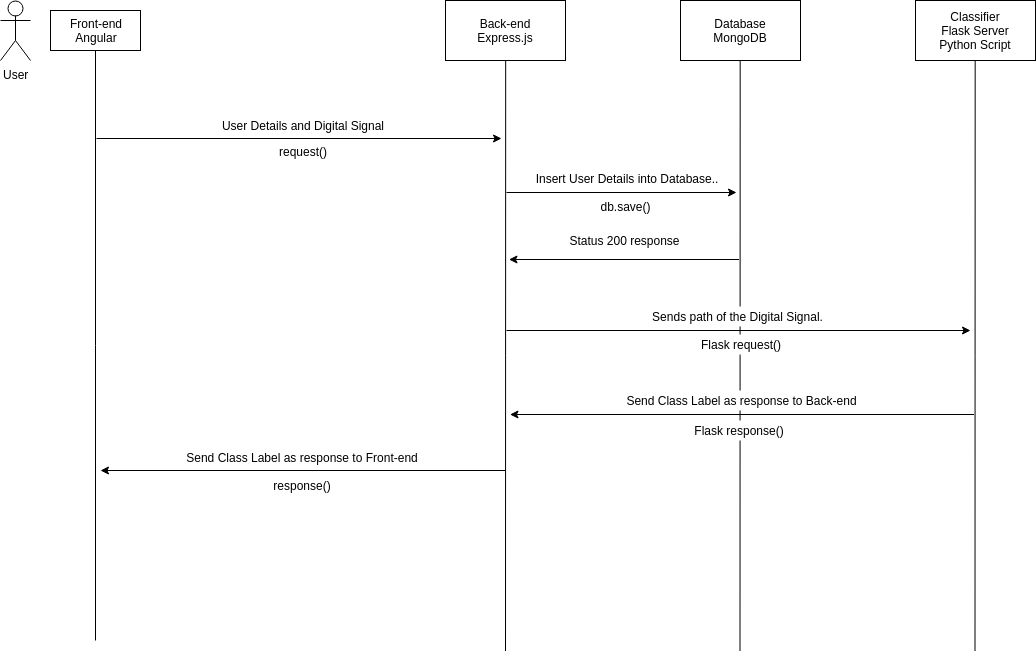 User
Front-end
Angular
Back-end
Express.js
Database
MongoDB
Classifier
Flask Server
Python Script
User Details and Digital Signal
request()
Insert User Details into Database..
db.save()
Status 200 response
Sends path of the Digital Signal.
Flask request()
Send Class Label as response to Back-end
Flask response()
Send Class Label as response to Front-end
response()